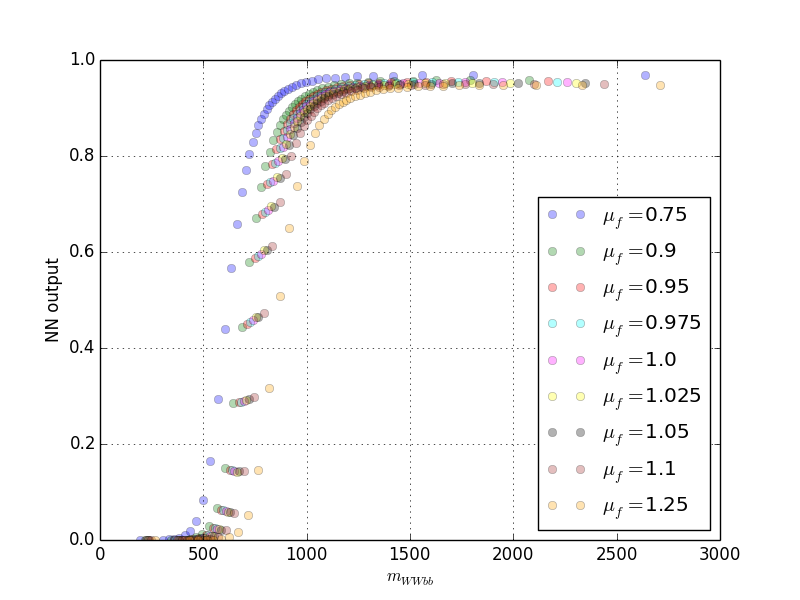 1.0
0.8
0.6
0.4
0.2
0.0
NN output
0 500 1000 1500 2000 2500 3000
m_{WWbb}
μ_f = 0.75
μ_f = 0.9
μ_f = 0.95
μ_f = 0.975
μ_f = 1.0
μ_f = 1.025
μ_f = 1.05
μ_f = 1.1
μ_f = 1.25